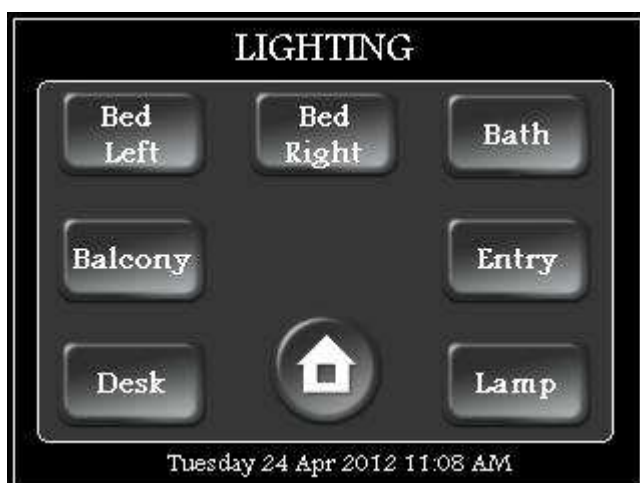 LIGHTING
Bed
Left
Bed
Right
Bath
Balcony
Entry
Desk
Lamp
Tuesday 24 Apr 2012 11:08 AM